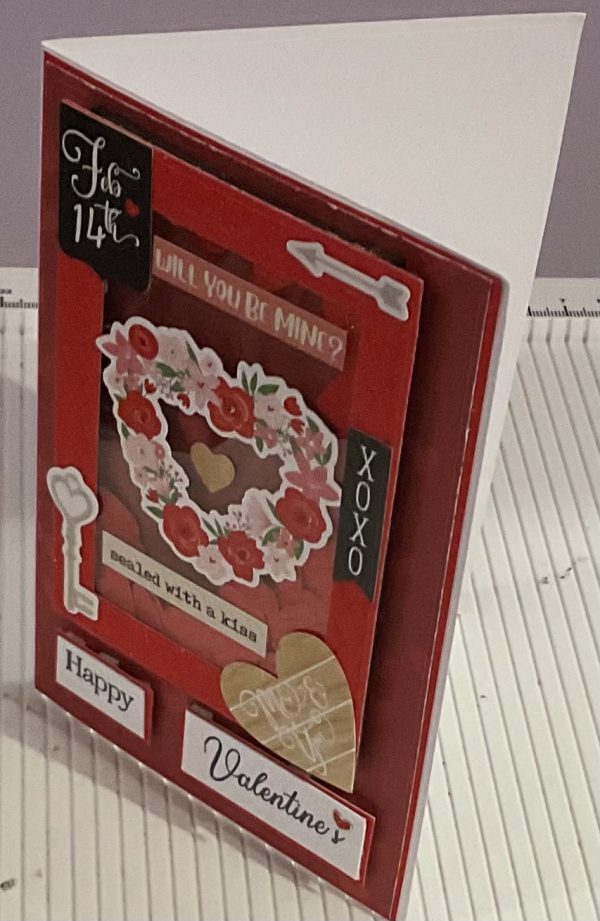 Feb
14th
WILL YOU BE MINE?
XOXO
sealed with a kiss
Happy
Valentine's